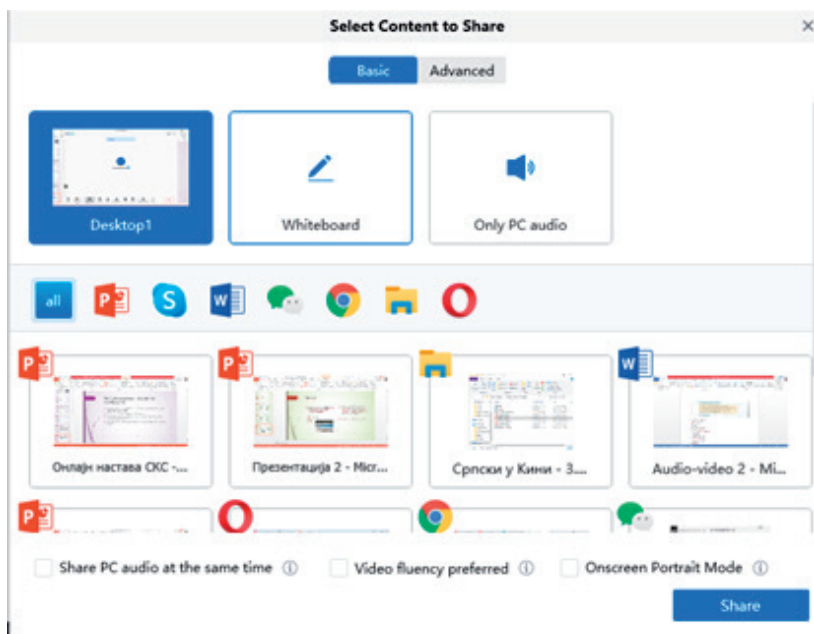 Select Content to Share
Basic Advanced
Desktop1 Whiteboard Only PC audio
all
Онлајн настава СКС -... Презентација 2 - Micr... Српски у Кини - 3.... Audio-video 2 - Mi...
Share PC audio at the same time Video fluency preferred Onscreen Portrait Mode
Share